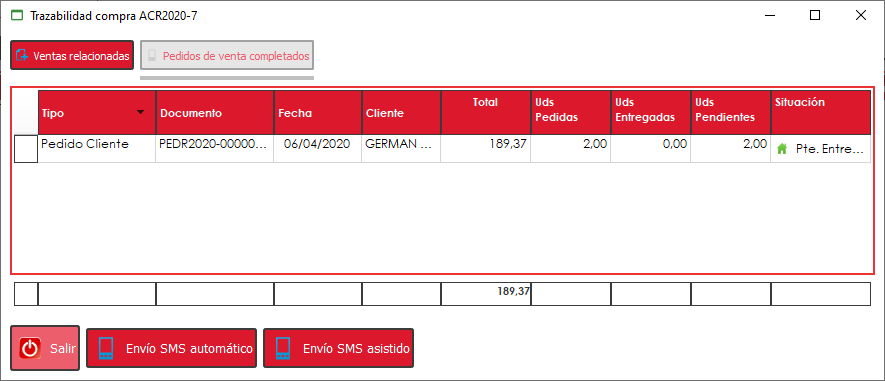 Trazabilidad compra ACR2020-7
Ventas relacionadas
Pedidos de venta completados
Tipo Documento Fecha Cliente Total Uds Pedidas Uds Entregadas Uds Pendientes Situación
Pedido Cliente PEDR2020-00000... 06/04/2020 GERMAN ... 189,37 2,00 0,00 2,00 Pte. Entre...
189,37
Salir
Envío SMS automático
Envío SMS asistido